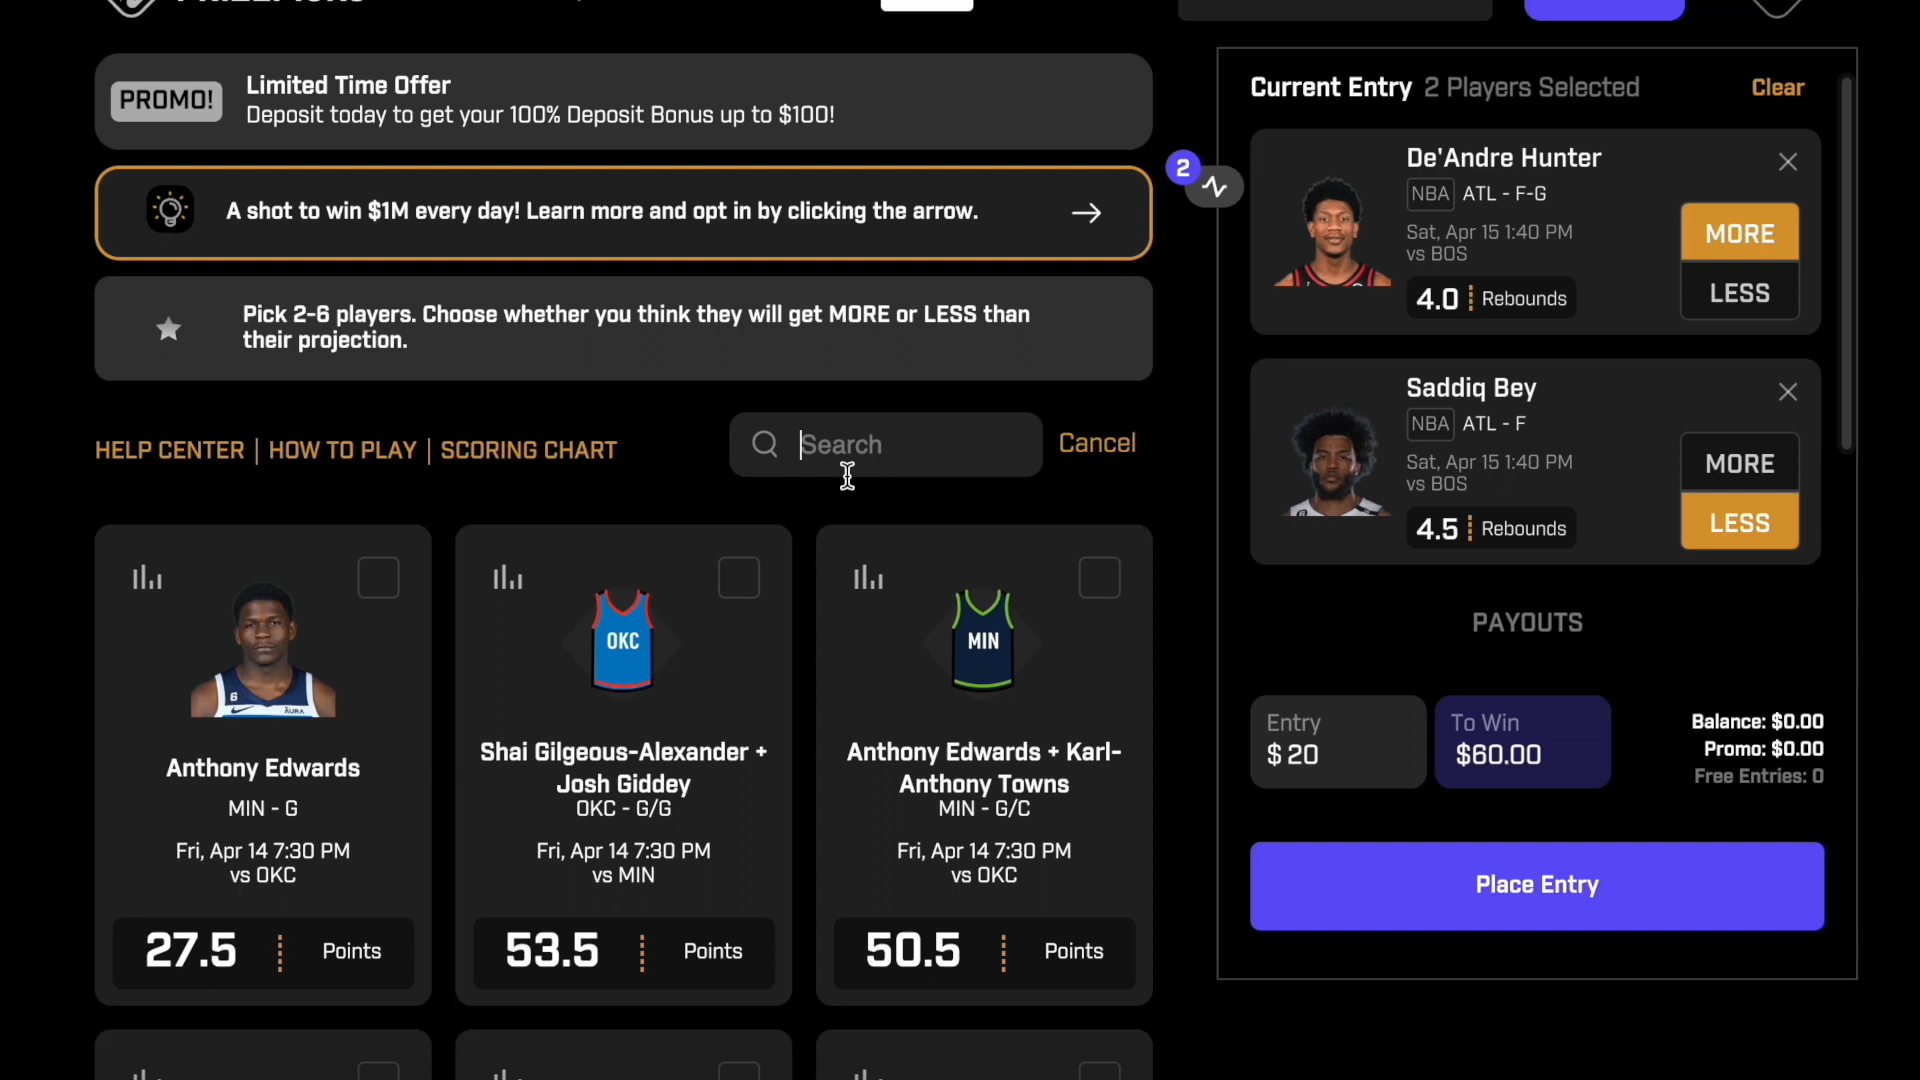 PROMO!
Limited Time Offer
Deposit today to get your 100% Deposit Bonus up to $100!
A shot to win $1M every day! Learn more and opt in by clicking the arrow.
Pick 2-6 players. Choose whether you think they will get MORE or LESS than
their projection.
HELP CENTER | HOW TO PLAY | SCORING CHART
Search
Cancel
Anthony Edwards
MIN - G
Fri, Apr 14 7:30 PM
vs OKC
27.5 Points
OKC
Shai Gilgeous-Alexander +
Josh Giddey
OKC - G/G
Fri, Apr 14 7:30 PM
vs MIN
53.5 Points
MIN
Anthony Edwards + Karl-
Anthony Towns
MIN - G/C
Fri, Apr 14 7:30 PM
vs OKC
50.5 Points
2
Current Entry 2 Players Selected
Clear
De'Andre Hunter
NBA ATL - F-G
Sat, Apr 15 1:40 PM
vs BOS
4.0 Rebounds
MORE
LESS
Saddiq Bey
NBA ATL - F
Sat, Apr 15 1:40 PM
vs BOS
4.5 Rebounds
MORE
LESS
PAYOUTS
Entry
$ 20
To Win
$60.00
Balance: $0.00
Promo: $0.00
Free Entries: 0
Place Entry